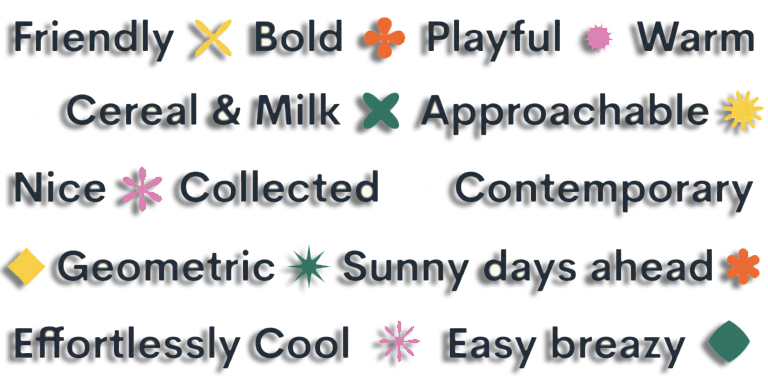 Friendly Bold Playful Warm
Cereal & Milk Approachable
Nice Collected Contemporary
Geometric Sunny days ahead
Effortlessly Cool Easy breazy